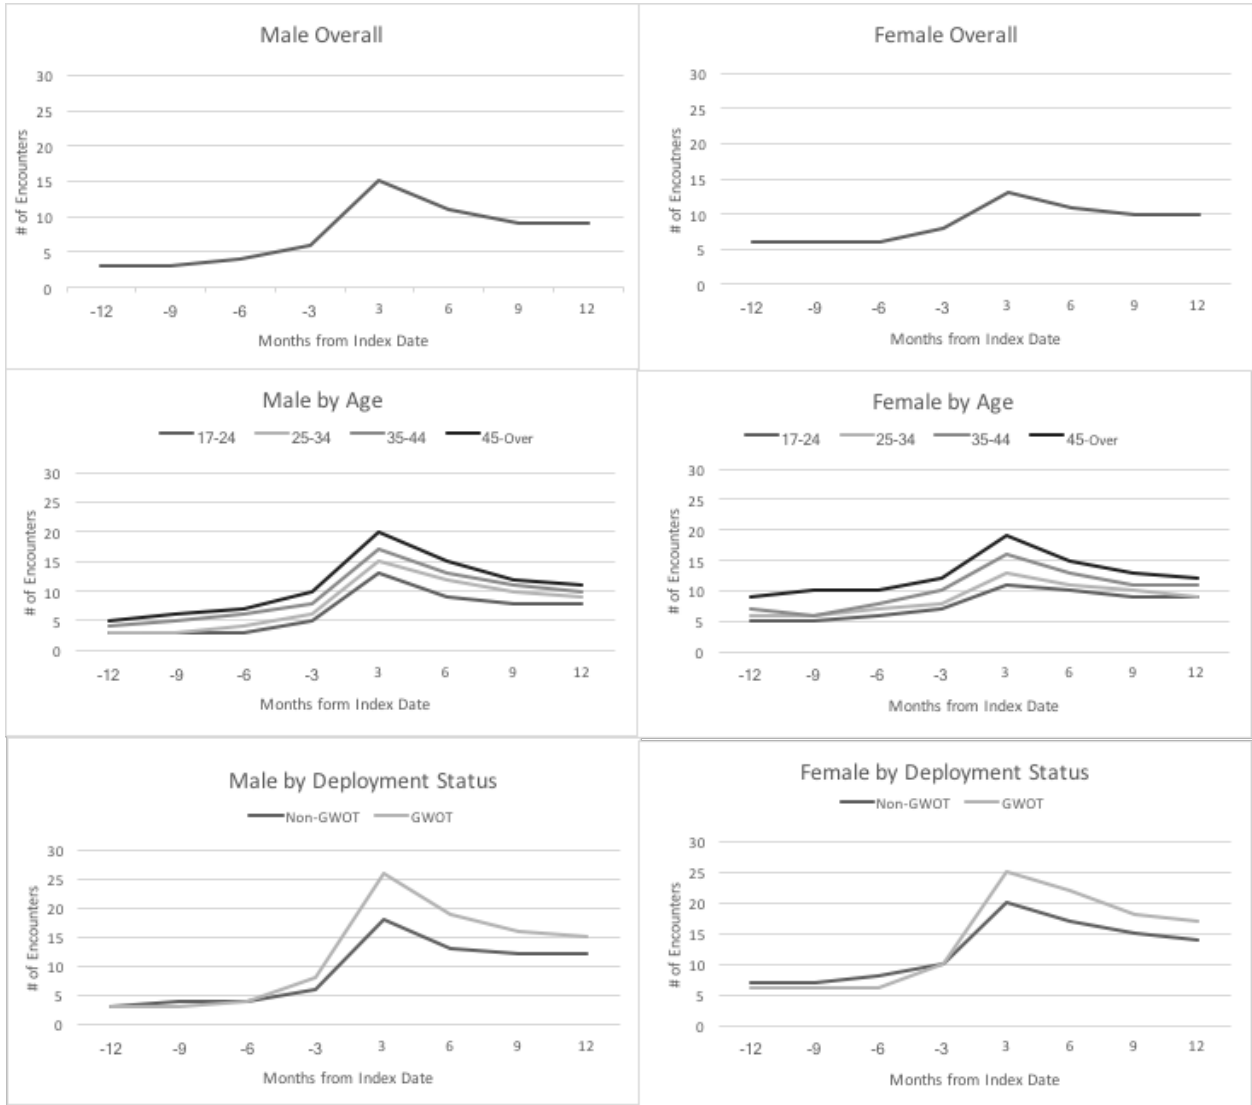 Male Overall
30
25
20
15
10
5
0
# of Encounters
-12 -9 -6 -3 3 6 9 12
Months from Index Date
Female Overall
30
25
20
15
10
5
0
# of Encoutners
-12 -9 -6 -3 3 6 9 12
Months from Index Date
Male by Age
17-24 25-34 35-44 45-Over
30
25
20
15
10
5
0
# of Encounters
-12 -9 -6 -3 3 6 9 12
Months form Index Date
Female by Age
17-24 25-34 35-44 45-Over
30
25
20
15
10
5
0
# of Encounters
-12 -9 -6 -3 3 6 9 12
Months from Index Date
Male by Deployment Status
Non-GWOT GWOT
30
25
20
15
10
5
0
# of Encounters
-12 -9 -6 -3 3 6 9 12
Months from Index Date
Female by Deployment Status
Non-GWOT GWOT
30
25
20
15
10
5
0
# of Encounters
-12 -9 -6 -3 3 6 9 12
Months from Index Date